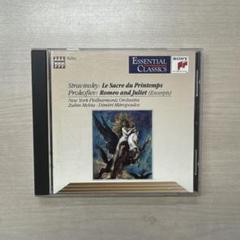 ESSENTIAL
CLASSICS
SONY
Stravinsky: Le Sacre du Printemps
Prokofiev: Romeo and Juliet (Excerpts)
New York Philharmonic Orchestra
Zubin Mehta · Dimitri Mitropoulos